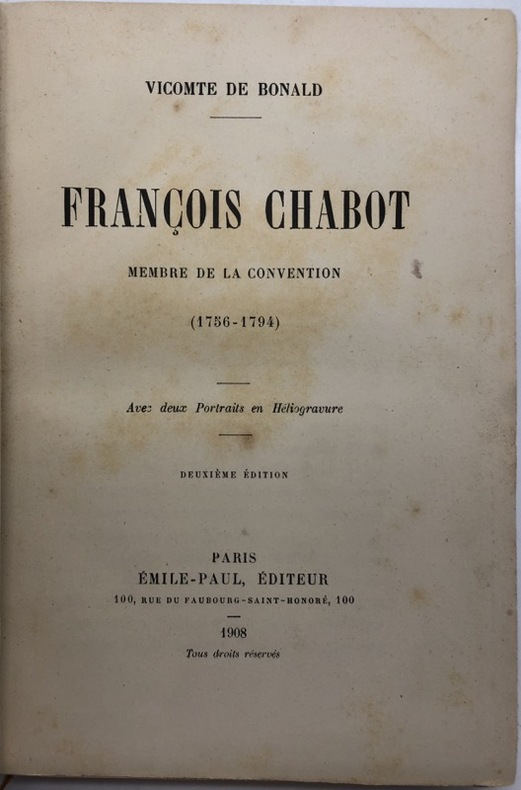 VICOMTE DE BONALD
FRANÇOIS CHABOT
MEMBRE DE LA CONVENTION
(1756-1794)
Avec deux Portraits en Héliogravure
DEUXIÈME ÉDITION
PARIS
ÉMILE-PAUL, ÉDITEUR
100, RUE DU FAUBOURG-SAINT-HONORÉ, 100
1908
Tous droits réservés